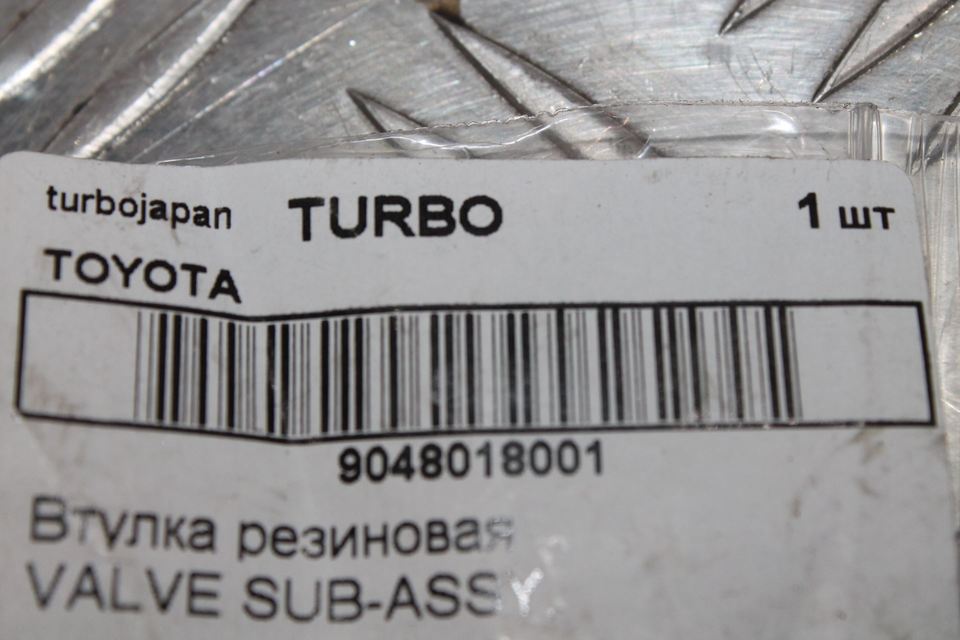 turbojapan TURBO 1 шт
TOYOTA
9048018001
Втулка резиновая
VALVE SUB-ASSY